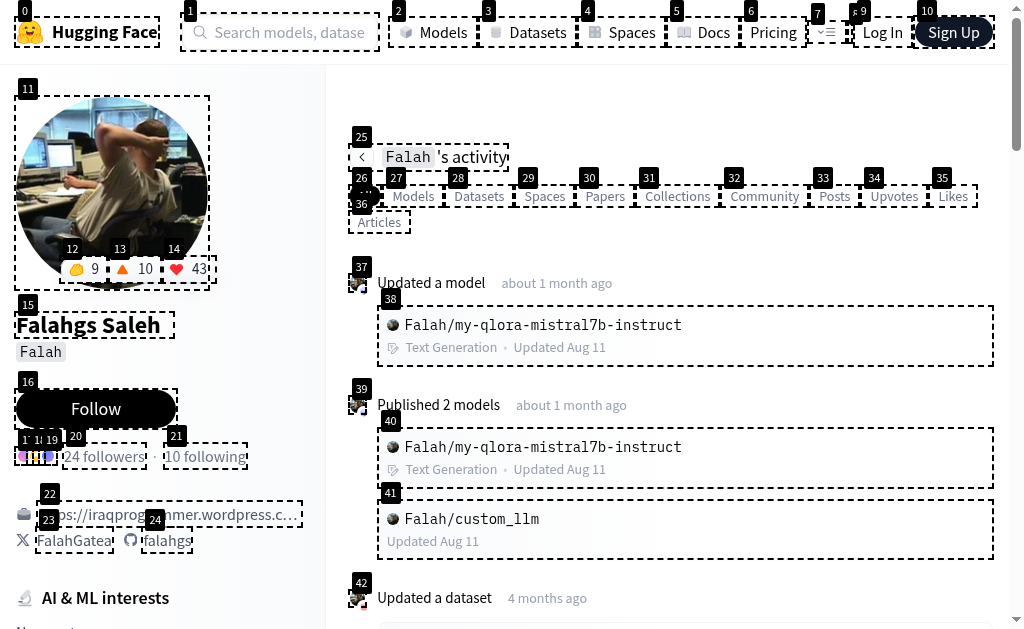 0 1 2 3 4 5 6 7 9 10
Hugging Face Search models, datase Models Datasets Spaces Docs Pricing Log In Sign Up
11
12 13 14
9 10 43
15
Falahgs Saleh
Falah
16
Follow
19 20 21
24 followers · 10 following
22
23 24
FalahGatea falahgs
AI & ML interests
25
Falah 's activity
26 27 28 29 30 31 32 33 34 35
Models Datasets Spaces Papers Collections Community Posts Upvotes Likes
36
Articles
37
Updated a model about 1 month ago
38
Falah/my-qlora-mistral7b-instruct
Text Generation • Updated Aug 11
39
Published 2 models about 1 month ago
40
Falah/my-qlora-mistral7b-instruct
Text Generation • Updated Aug 11
41
Falah/custom_llm
Updated Aug 11
42
Updated a dataset 4 months ago